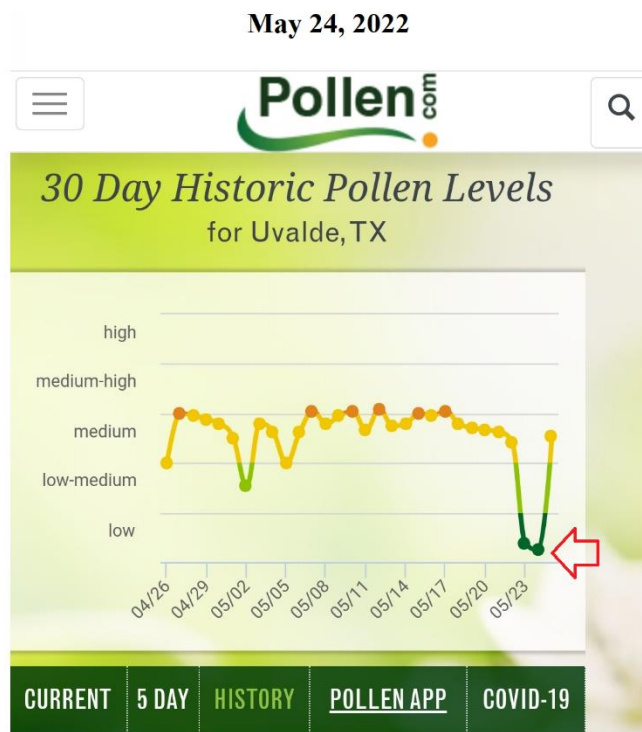 May 24, 2022
Pollen.com
30 Day Historic Pollen Levels
for Uvalde, TX
high
medium-high
medium
low-medium
low
04/26
04/29
05/02
05/05
05/08
05/11
05/14
05/17
05/20
05/23
CURRENT
5 DAY
HISTORY
POLLEN APP
COVID-19